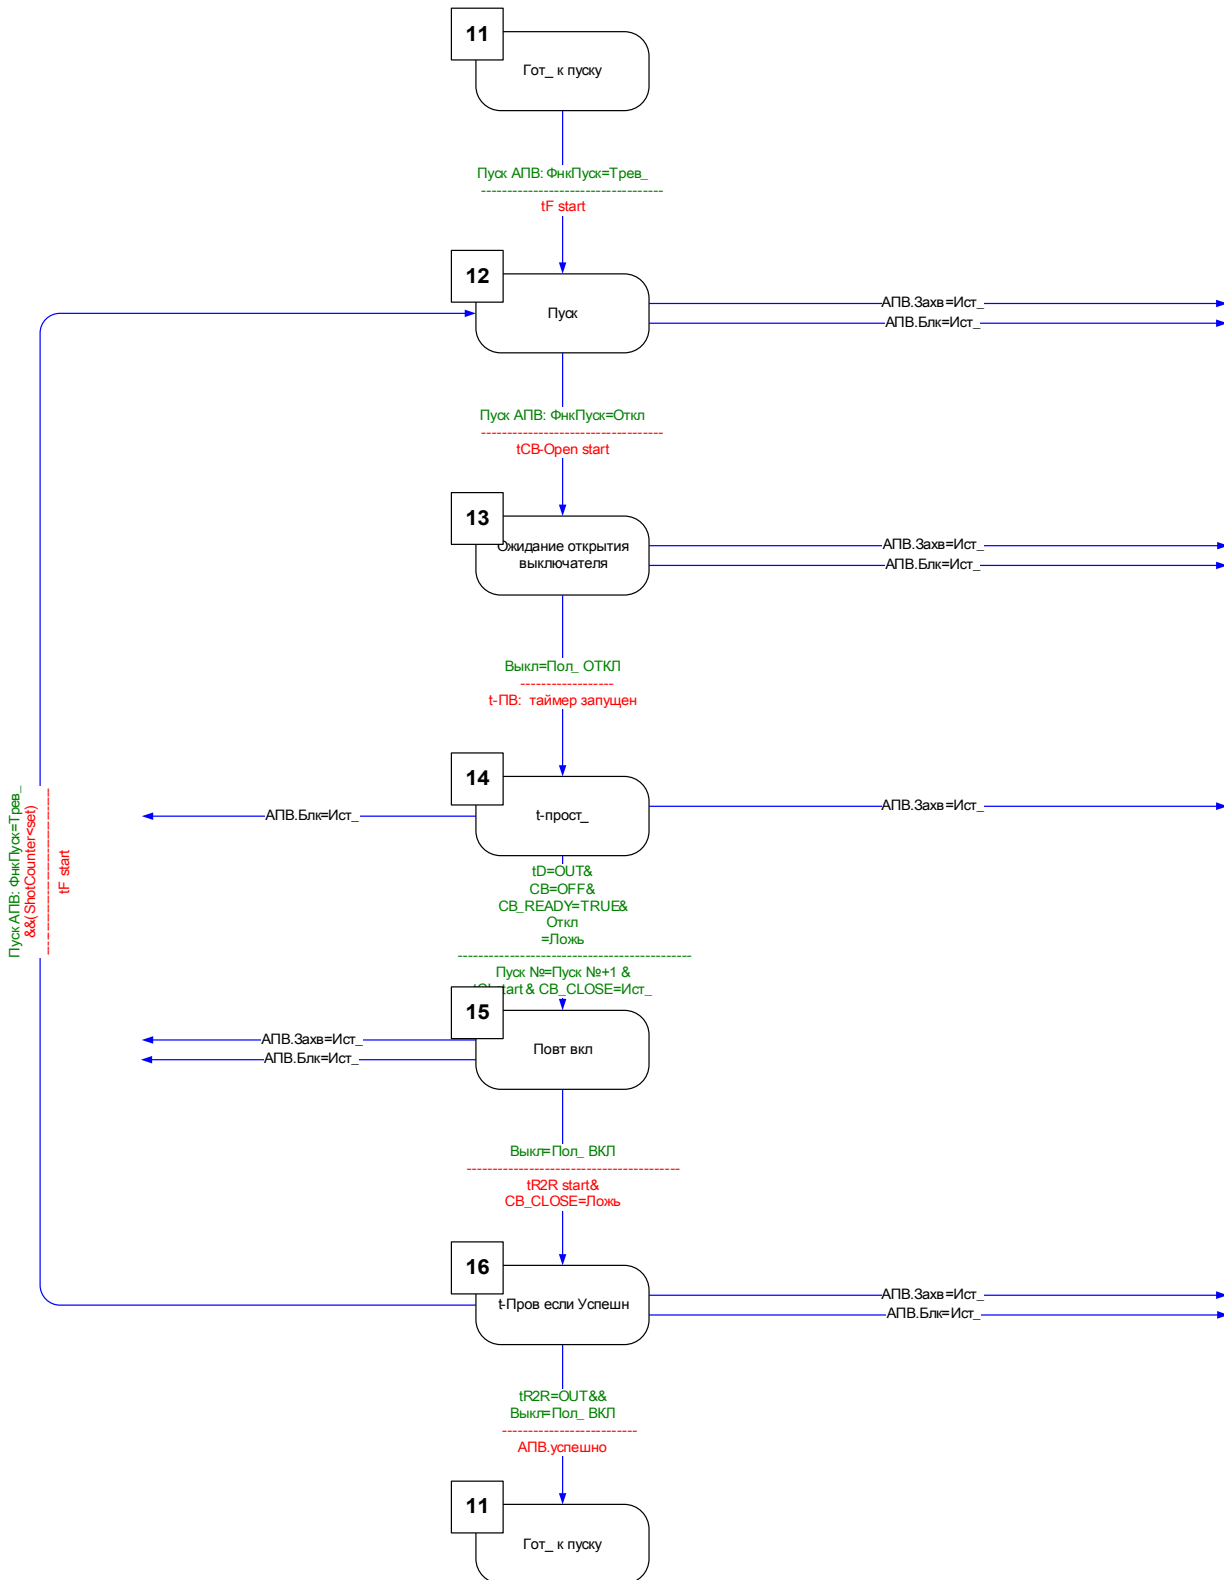 11
Гот_ к пуску
Пуск АПВ: ФнкПуск=Трев_
tF start
12
Пуск
АПВ.Захв=Ист_
АПВ.Блк=Ист_
Пуск АПВ: ФнкПуск=Откл
tCB-Open start
13
Ожидание открытия
выключателя
АПВ.Захв=Ист_
АПВ.Блк=Ист_
Выкл=Пол_ ОТКЛ
t-ПВ: таймер запущен
14
t-прост_
АПВ.Блк=Ист_
АПВ.Захв=Ист_
Пуск АПВ: ФнкПуск=Трев_
&&(ShotCounter<set)
tF start
tD=OUT&
CB=OFF&
CB_READY=TRUE&
Откл
=Ложь
Пуск №=Пуск №+1 &
start & CB_CLOSE=Ист_
15
Повт вкл
АПВ.Захв=Ист_
АПВ.Блк=Ист_
Выкл=Пол_ ВКЛ
tR2R start&
CB_CLOSE=Ложь
16
t-Пров если Успешн
АПВ.Захв=Ист_
АПВ.Блк=Ист_
tR2R=OUT&&
Выкл=Пол_ ВКЛ
АПВ.успешно
11
Гот_ к пуску